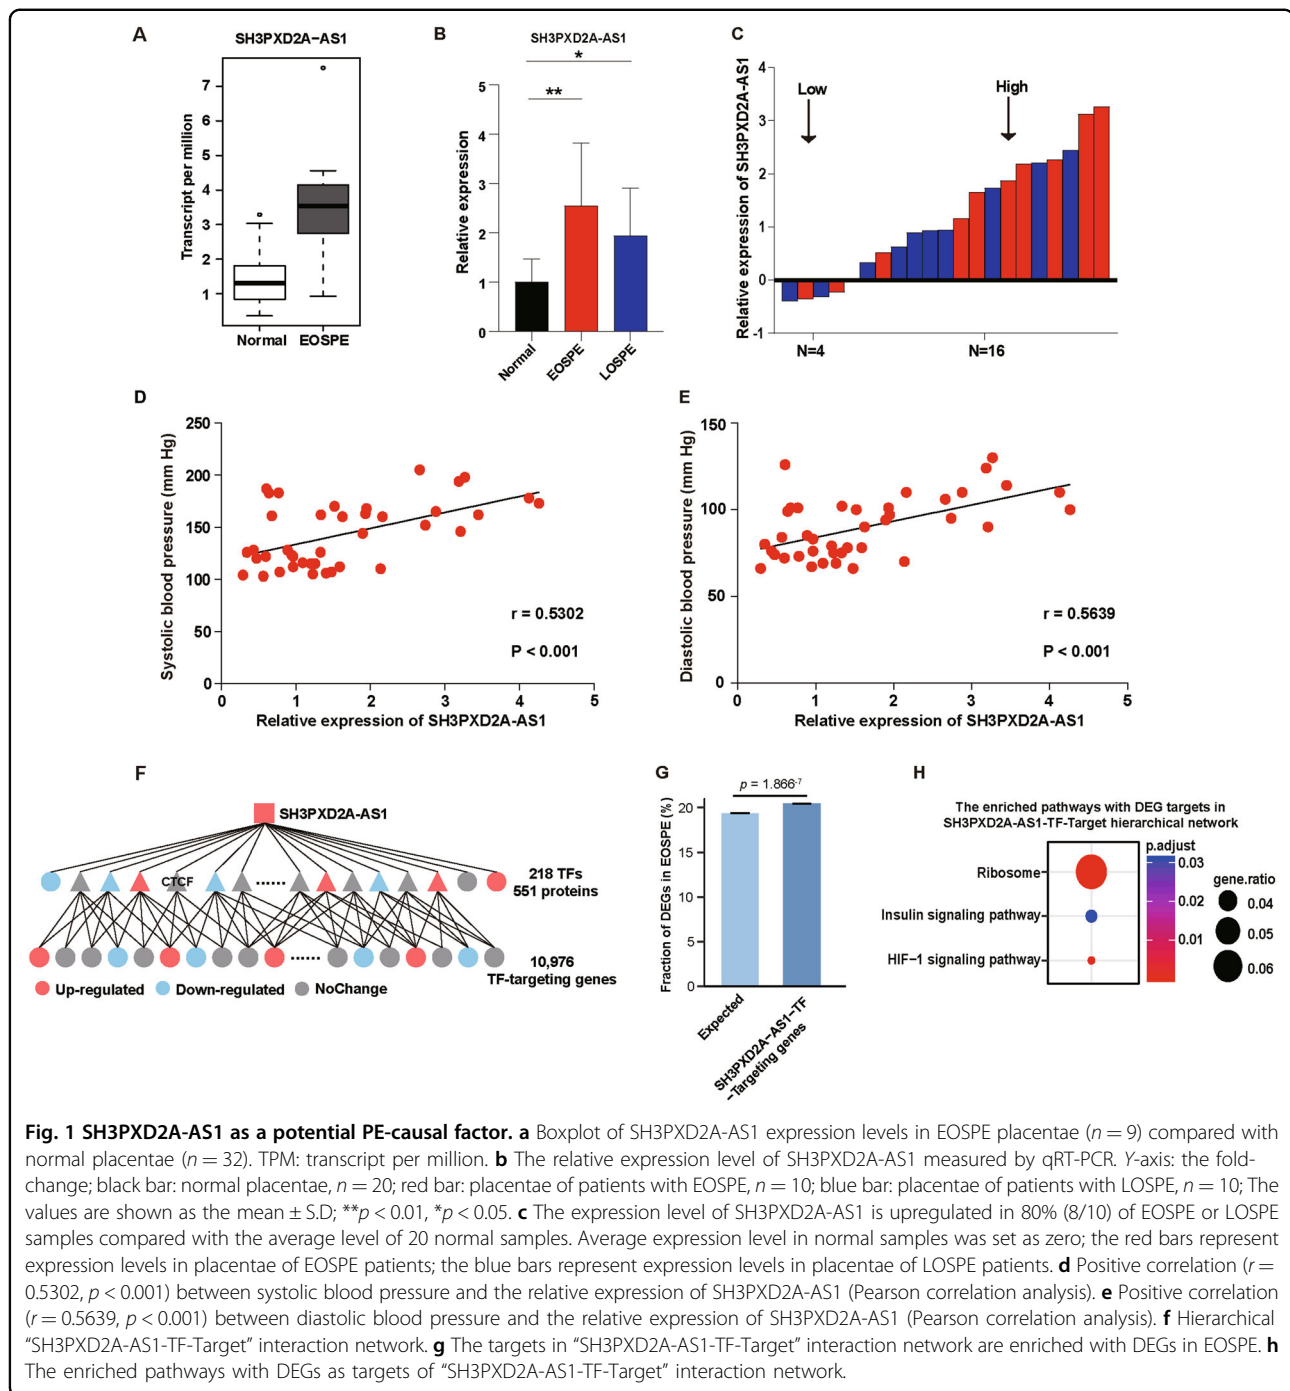 A
SH3PXD2A−AS1
Transcript per million
7
6
5
4
3
2
1
Normal
EOSPE
B
SH3PXD2A-AS1
*
**
Relative expression
5
4
3
2
1
0
Normal
EOSPE
LOSPE
C
Relative expression of SH3PXD2A-AS1
4
3
2
1
0
-1
Low
High
N=4
N=16
D
Systolic blood pressure (mm Hg)
250
200
150
100
50
0
r = 0.5302
P < 0.001
0 1 2 3 4 5
Relative expression of SH3PXD2A-AS1
E
Diastolic blood pressure (mm Hg)
150
100
50
0
r = 0.5639
P < 0.001
0 1 2 3 4 5
Relative expression of SH3PXD2A-AS1
F
SH3PXD2A-AS1
CTCF
......
218 TFs
551 proteins
......
10,976
TF-targeting genes
Up-regulated
Down-regulated
NoChange
G
p = 1.866-7
Fraction of DEGs in EOSPE (%)
20
15
10
5
0
Expected
SH3PXD2A−AS1−TF
−Targeting genes
H
The enriched pathways with DEG targets in
SH3PXD2A-AS1-TF-Target hierarchical network
Ribosome
Insulin signaling pathway
HIF-1 signaling pathway
p.adjust
0.03
0.02
0.01
gene.ratio
0.04
0.05
0.06
Fig. 1 SH3PXD2A-AS1 as a potential PE-causal factor. a Boxplot of SH3PXD2A-AS1 expression levels in EOSPE placentae (n = 9) compared with
normal placentae (n = 32). TPM: transcript per million. b The relative expression level of SH3PXD2A-AS1 measured by qRT-PCR. Y-axis: the fold-
change; black bar: normal placentae, n = 20; red bar: placentae of patients with EOSPE, n = 10; blue bar: placentae of patients with LOSPE, n = 10; The
values are shown as the mean ± S.D; **p < 0.01, *p < 0.05. c The expression level of SH3PXD2A-AS1 is upregulated in 80% (8/10) of EOSPE or LOSPE
samples compared with the average level of 20 normal samples. Average expression level in normal samples was set as zero; the red bars represent
expression levels in placentae of EOSPE patients; the blue bars represent expression levels in placentae of LOSPE patients. d Positive correlation (r =
0.5302, p < 0.001) between systolic blood pressure and the relative expression of SH3PXD2A-AS1 (Pearson correlation analysis). e Positive correlation
(r = 0.5639, p < 0.001) between diastolic blood pressure and the relative expression of SH3PXD2A-AS1 (Pearson correlation analysis). f Hierarchical
“SH3PXD2A-AS1-TF-Target” interaction network. g The targets in “SH3PXD2A-AS1-TF-Target” interaction network are enriched with DEGs in EOSPE. h
The enriched pathways with DEGs as targets of “SH3PXD2A-AS1-TF-Target” interaction network.